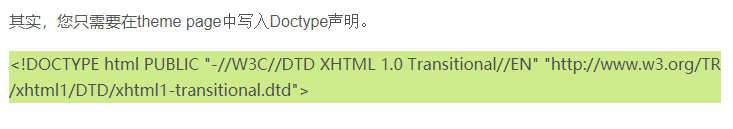 其实，您只需要在theme page中写入Doctype声明。
<!DOCTYPE html PUBLIC "-//W3C//DTD XHTML 1.0 Transitional//EN" "http://www.w3.org/TR
/xhtml1/DTD/xhtml1-transitional.dtd">